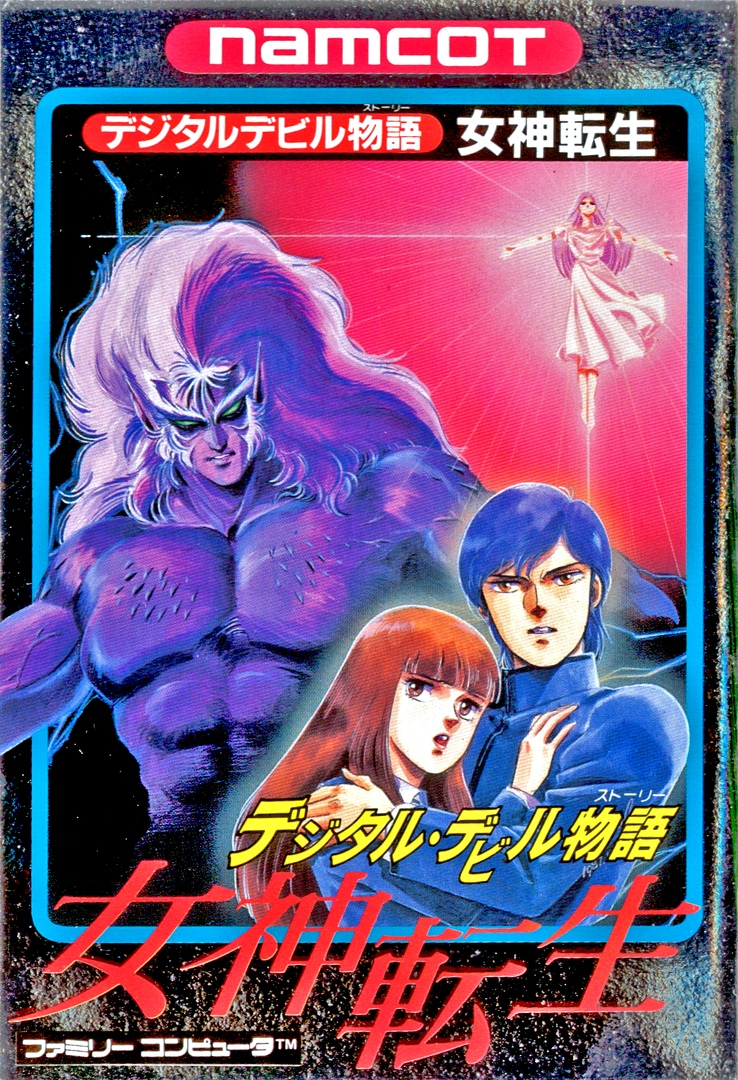 namcoT
ストーリー
デジタルデビル物語 女神転生
ストーリー
デジタル・デビル物語
女神転生
ファミリーコンピュータ™